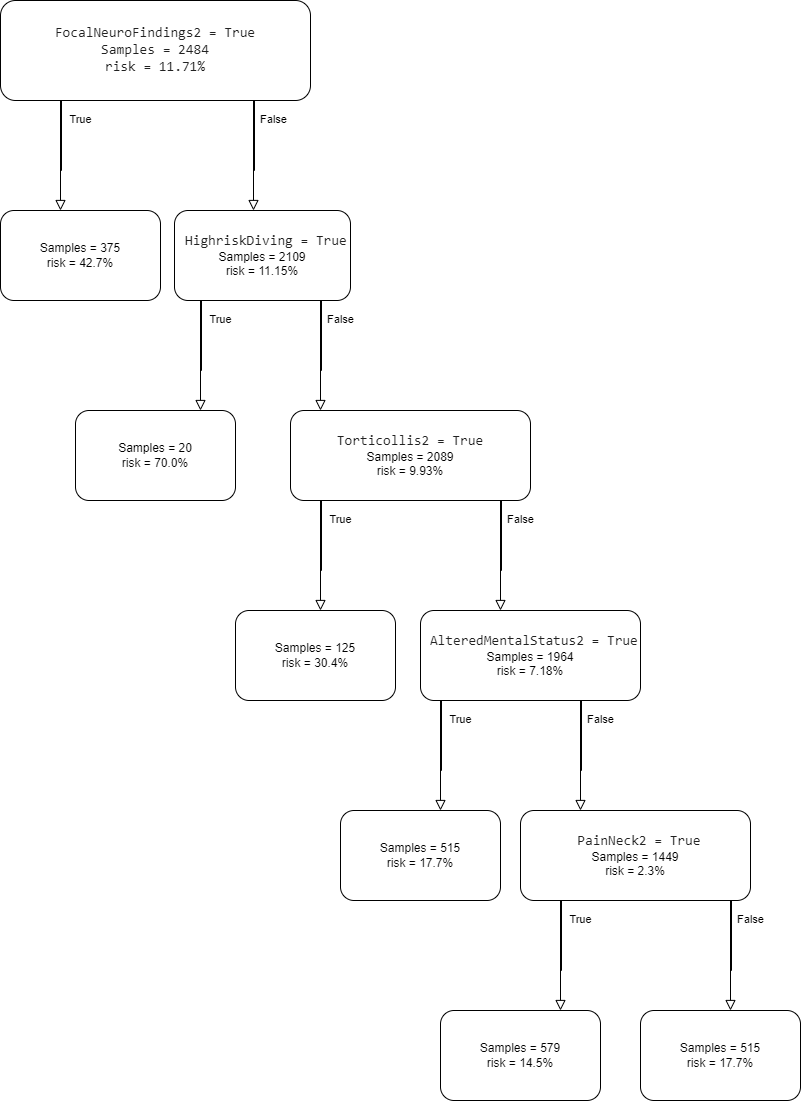 FocalNeuroFindings2 = True
Samples = 2484
risk = 11.71%
True
False
Samples = 375
risk = 42.7%
HighriskDiving = True
Samples = 2109
risk = 11.15%
True
False
Samples = 20
risk = 70.0%
Torticollis2 = True
Samples = 2089
risk = 9.93%
True
False
Samples = 125
risk = 30.4%
AlteredMentalStatus2 = True
Samples = 1964
risk = 7.18%
True
False
Samples = 515
risk = 17.7%
PainNeck2 = True
Samples = 1449
risk = 2.3%
True
False
Samples = 579
risk = 14.5%
Samples = 515
risk = 17.7%